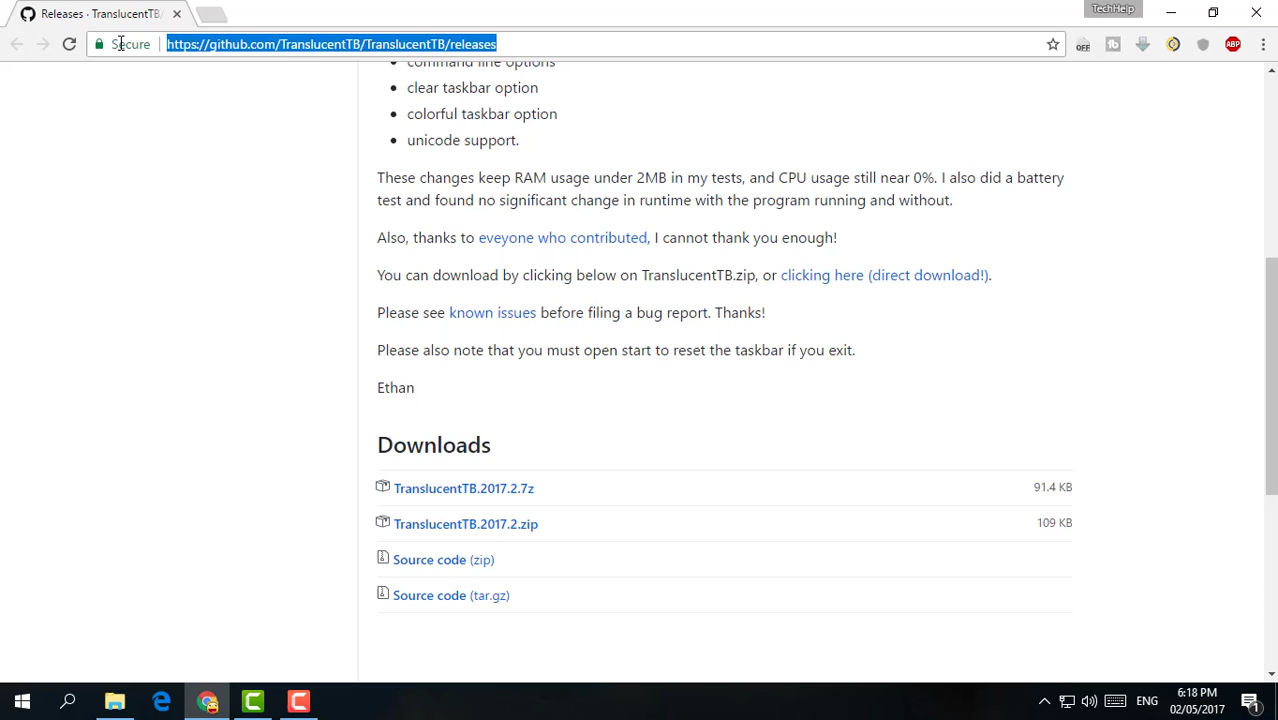 Releases · TranslucentTB/
TechHelp
Secure
https://github.com/TranslucentTB/TranslucentTB/releases
OFF
ABP
command line options
clear taskbar option
colorful taskbar option
unicode support.
These changes keep RAM usage under 2MB in my tests, and CPU usage still near 0%. I also did a battery
test and found no significant change in runtime with the program running and without.
Also, thanks to eveyone who contributed, I cannot thank you enough!
You can download by clicking below on TranslucentTB.zip, or clicking here (direct download!).
Please see known issues before filing a bug report. Thanks!
Please also note that you must open start to reset the taskbar if you exit.
Ethan
Downloads
TranslucentTB.2017.2.7z 91.4 KB
TranslucentTB.2017.2.zip 109 KB
Source code (zip)
Source code (tar.gz)
ENG
6:18 PM
02/05/2017
1